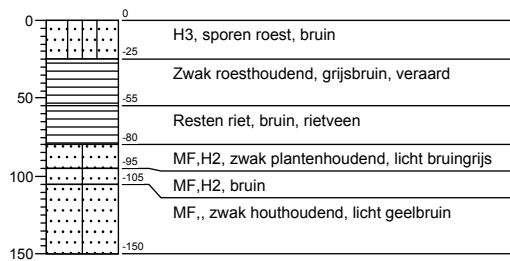 0
0
H3, sporen roest, bruin
-25
Zwak roesthoudend, grijsbruin, veraard
50
-55
Resten riet, bruin, rietveen
-80
MF,H2, zwak plantenhoudend, licht bruingrijs
-95
100
-105
MF,H2, bruin
MF,, zwak houthoudend, licht geelbruin
150
-150